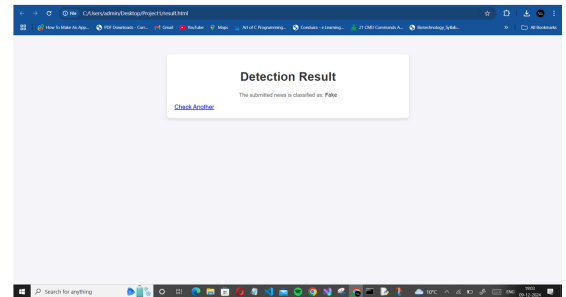 File C:/Users/admin/Desktop/Project1/result.html
How To Make An App... PDF Downloads - Curr... Gmail YouTube Maps Art of C Programming... Coursera - e Learning... 21 CMD Commands A... Biotechnology_Syllab... » All Bookmarks
Detection Result
The submitted news is classified as: Fake
Check Another
Search for anything 10°C ENG 09-12-2024